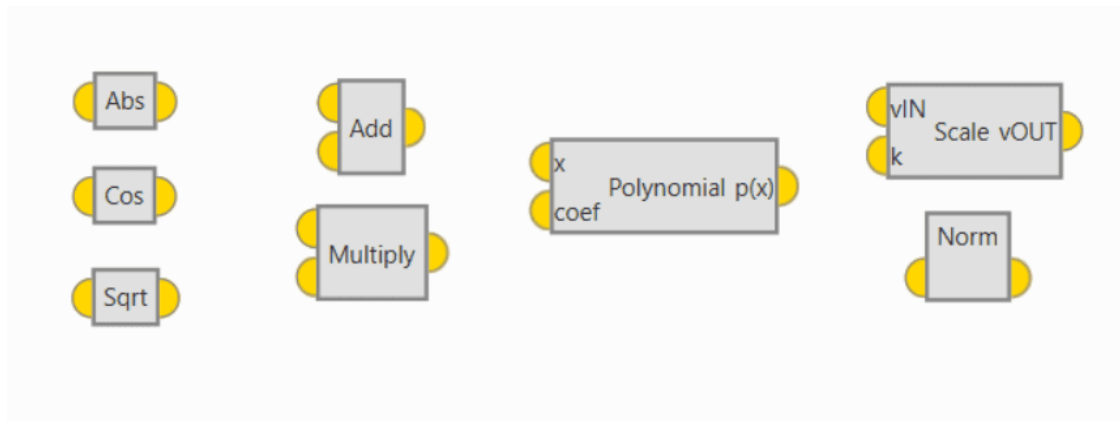 Abs
Cos
Sqrt
Add
Multiply
x
Polynomial p(x)
coef
vIN
Scale vOUT
k
Norm